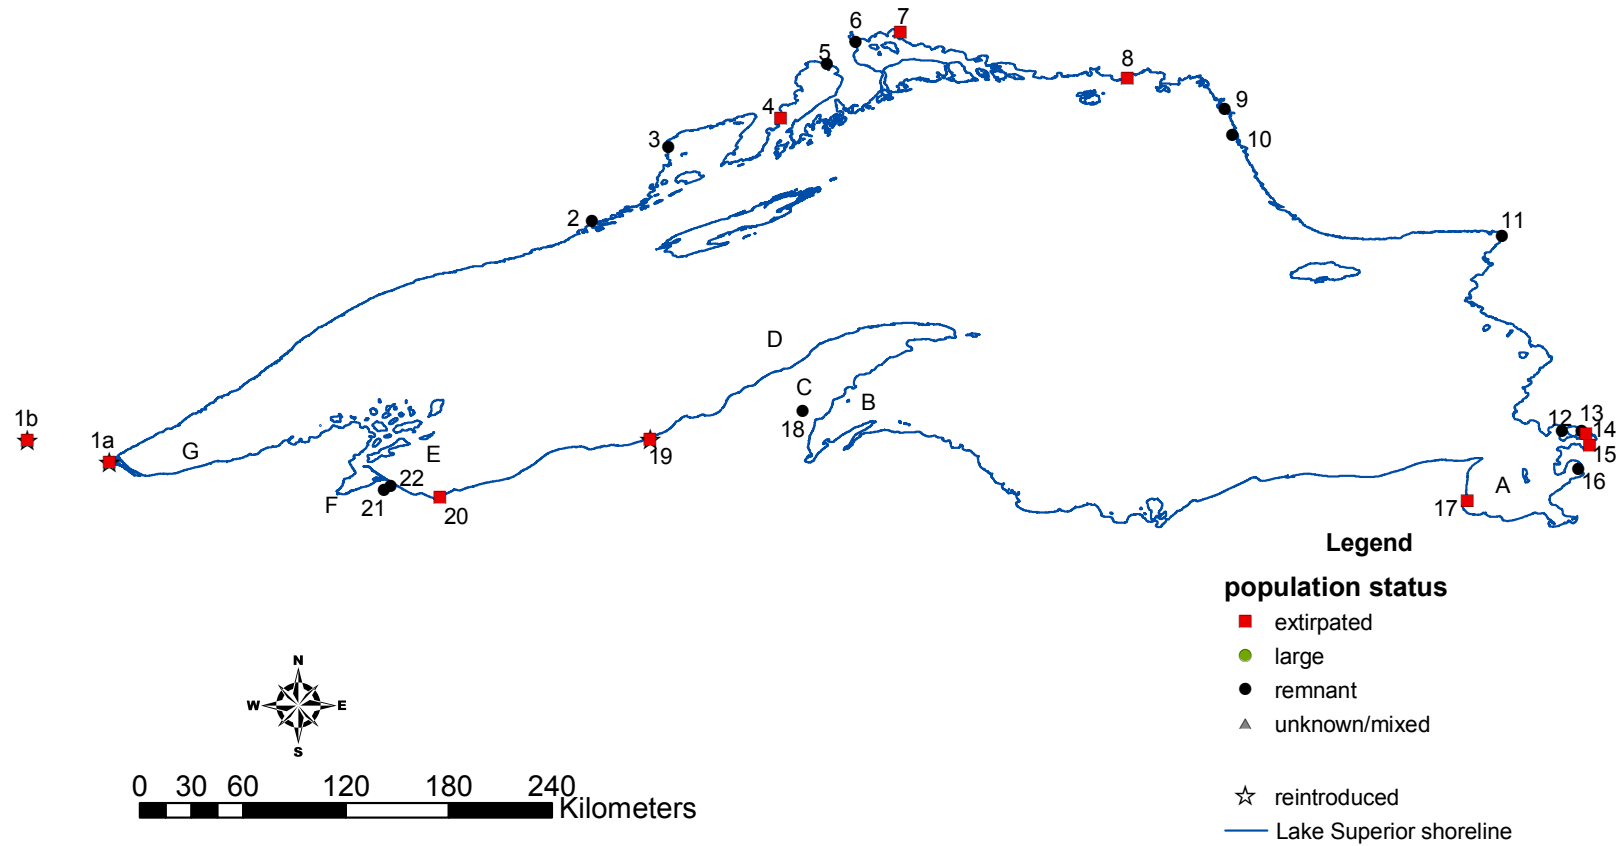 6
7
5
8
4
9
10
3
2
11
D
C
B
18
1b
1a
G
E
F
22
21
20
19
12
13
14
15
16
A
17
N
W E
S
0 30 60 120 180 240
Kilometers
Legend
population status
extirpated
large
remnant
unknown/mixed
reintroduced
Lake Superior shoreline